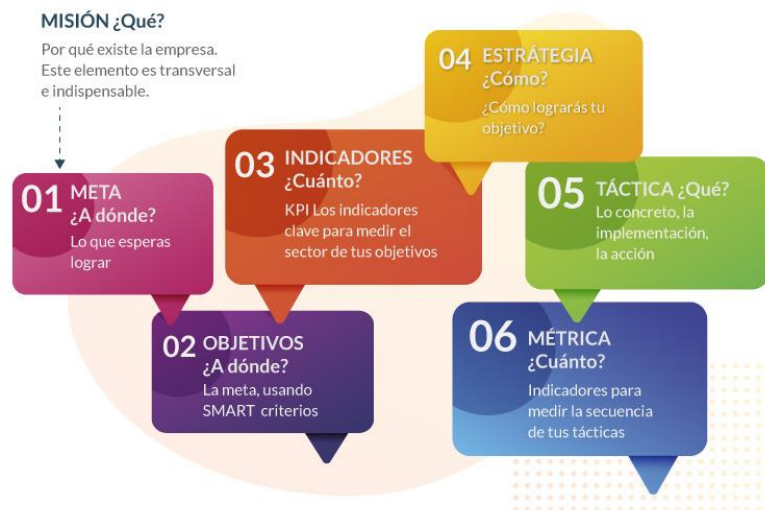 MISIÓN ¿Qué?
Por qué existe la empresa.
Este elemento es transversal
e indispensable.
01 META
¿A dónde?
Lo que esperas
lograr
02 OBJETIVOS
¿A dónde?
La meta, usando
SMART criterios
03 INDICADORES
¿Cuánto?
KPI Los indicadores
clave para medir el
sector de tus objetivos
04 ESTRÁTEGIA
¿Cómo?
¿Cómo lograrás tu
objetivo?
05 TÁCTICA ¿Qué?
Lo concreto, la
implementación,
la acción
06 MÉTRICA
¿Cuánto?
Indicadores para
medir la secuencia
de tus tácticas